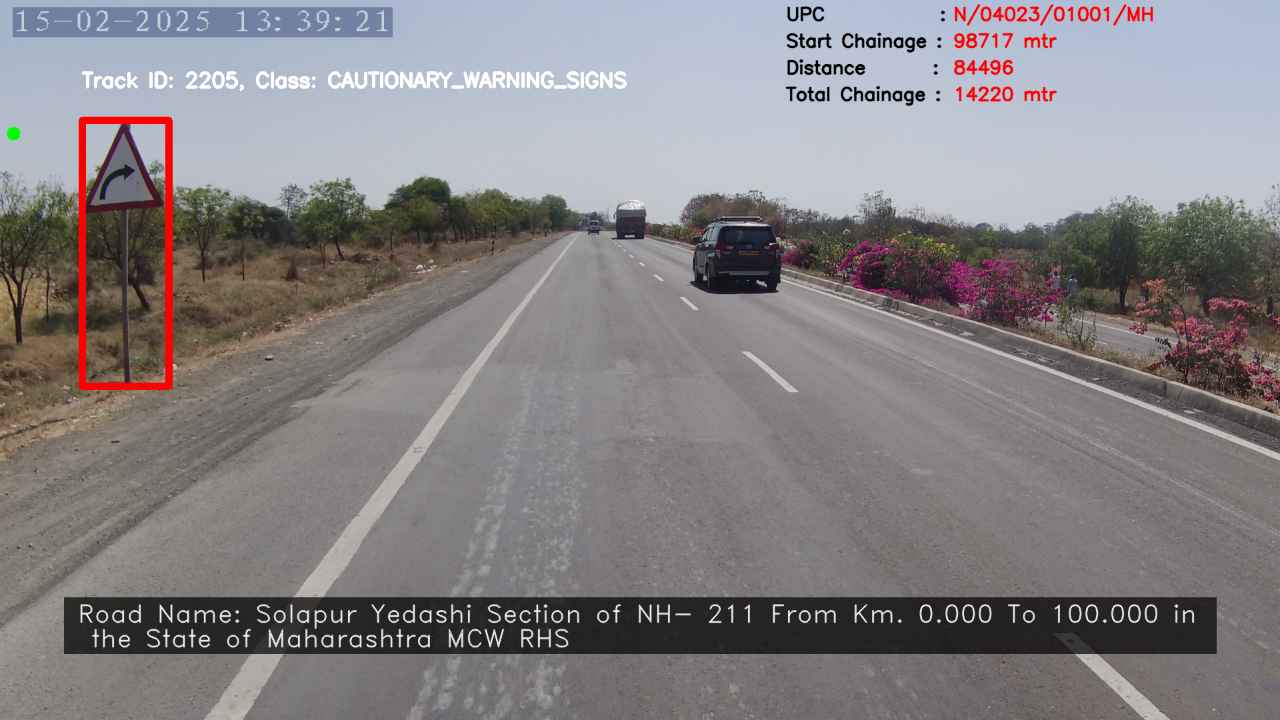 15-02-2025 13:39:21
UPC : N/04023/01001/MH
Start Chainage : 98717 mtr
Distance : 84496
Total Chainage : 14220 mtr
Track ID: 2205, Class: CAUTIONARY_WARNING_SIGNS
Road Name: Solapur Yedashi Section of NH- 211 From Km. 0.000 To 100.000 in
the State of Maharashtra MCW RHS